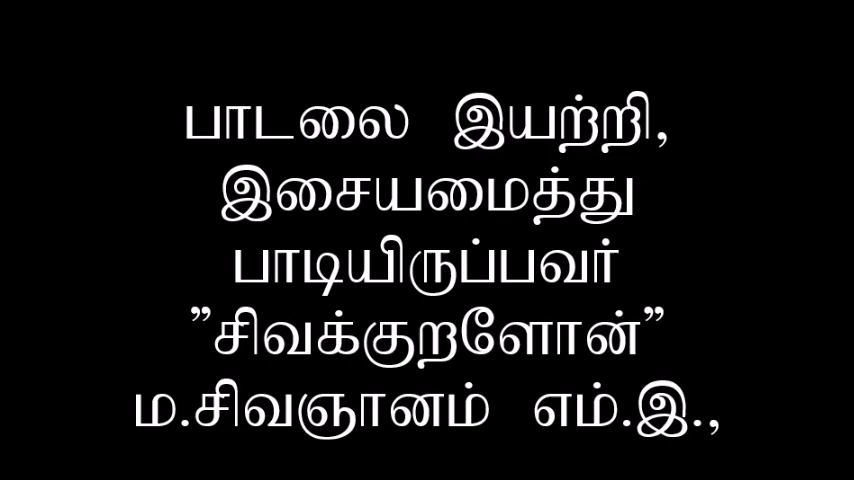 பாடலை இயற்றி,
இசையமைத்து
பாடியிருப்பவர்
”சிவக்குறளோன்”
ம.சிவஞானம் எம்.இ.,